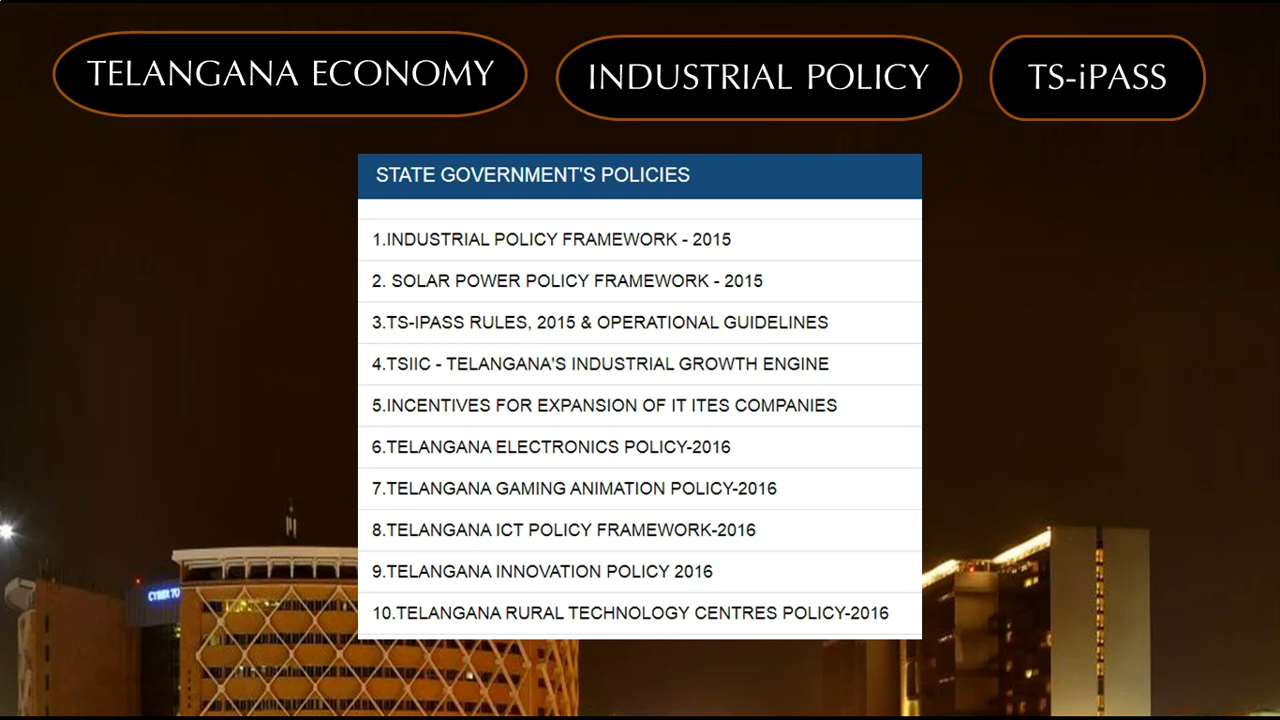 TELANGANA ECONOMY
INDUSTRIAL POLICY
TS-iPASS
STATE GOVERNMENT'S POLICIES
1.INDUSTRIAL POLICY FRAMEWORK - 2015
2. SOLAR POWER POLICY FRAMEWORK - 2015
3.TS-IPASS RULES, 2015 & OPERATIONAL GUIDELINES
4.TSIIC - TELANGANA'S INDUSTRIAL GROWTH ENGINE
5.INCENTIVES FOR EXPANSION OF IT ITES COMPANIES
6.TELANGANA ELECTRONICS POLICY-2016
7.TELANGANA GAMING ANIMATION POLICY-2016
8.TELANGANA ICT POLICY FRAMEWORK-2016
9.TELANGANA INNOVATION POLICY 2016
10.TELANGANA RURAL TECHNOLOGY CENTRES POLICY-2016
CYBER TO